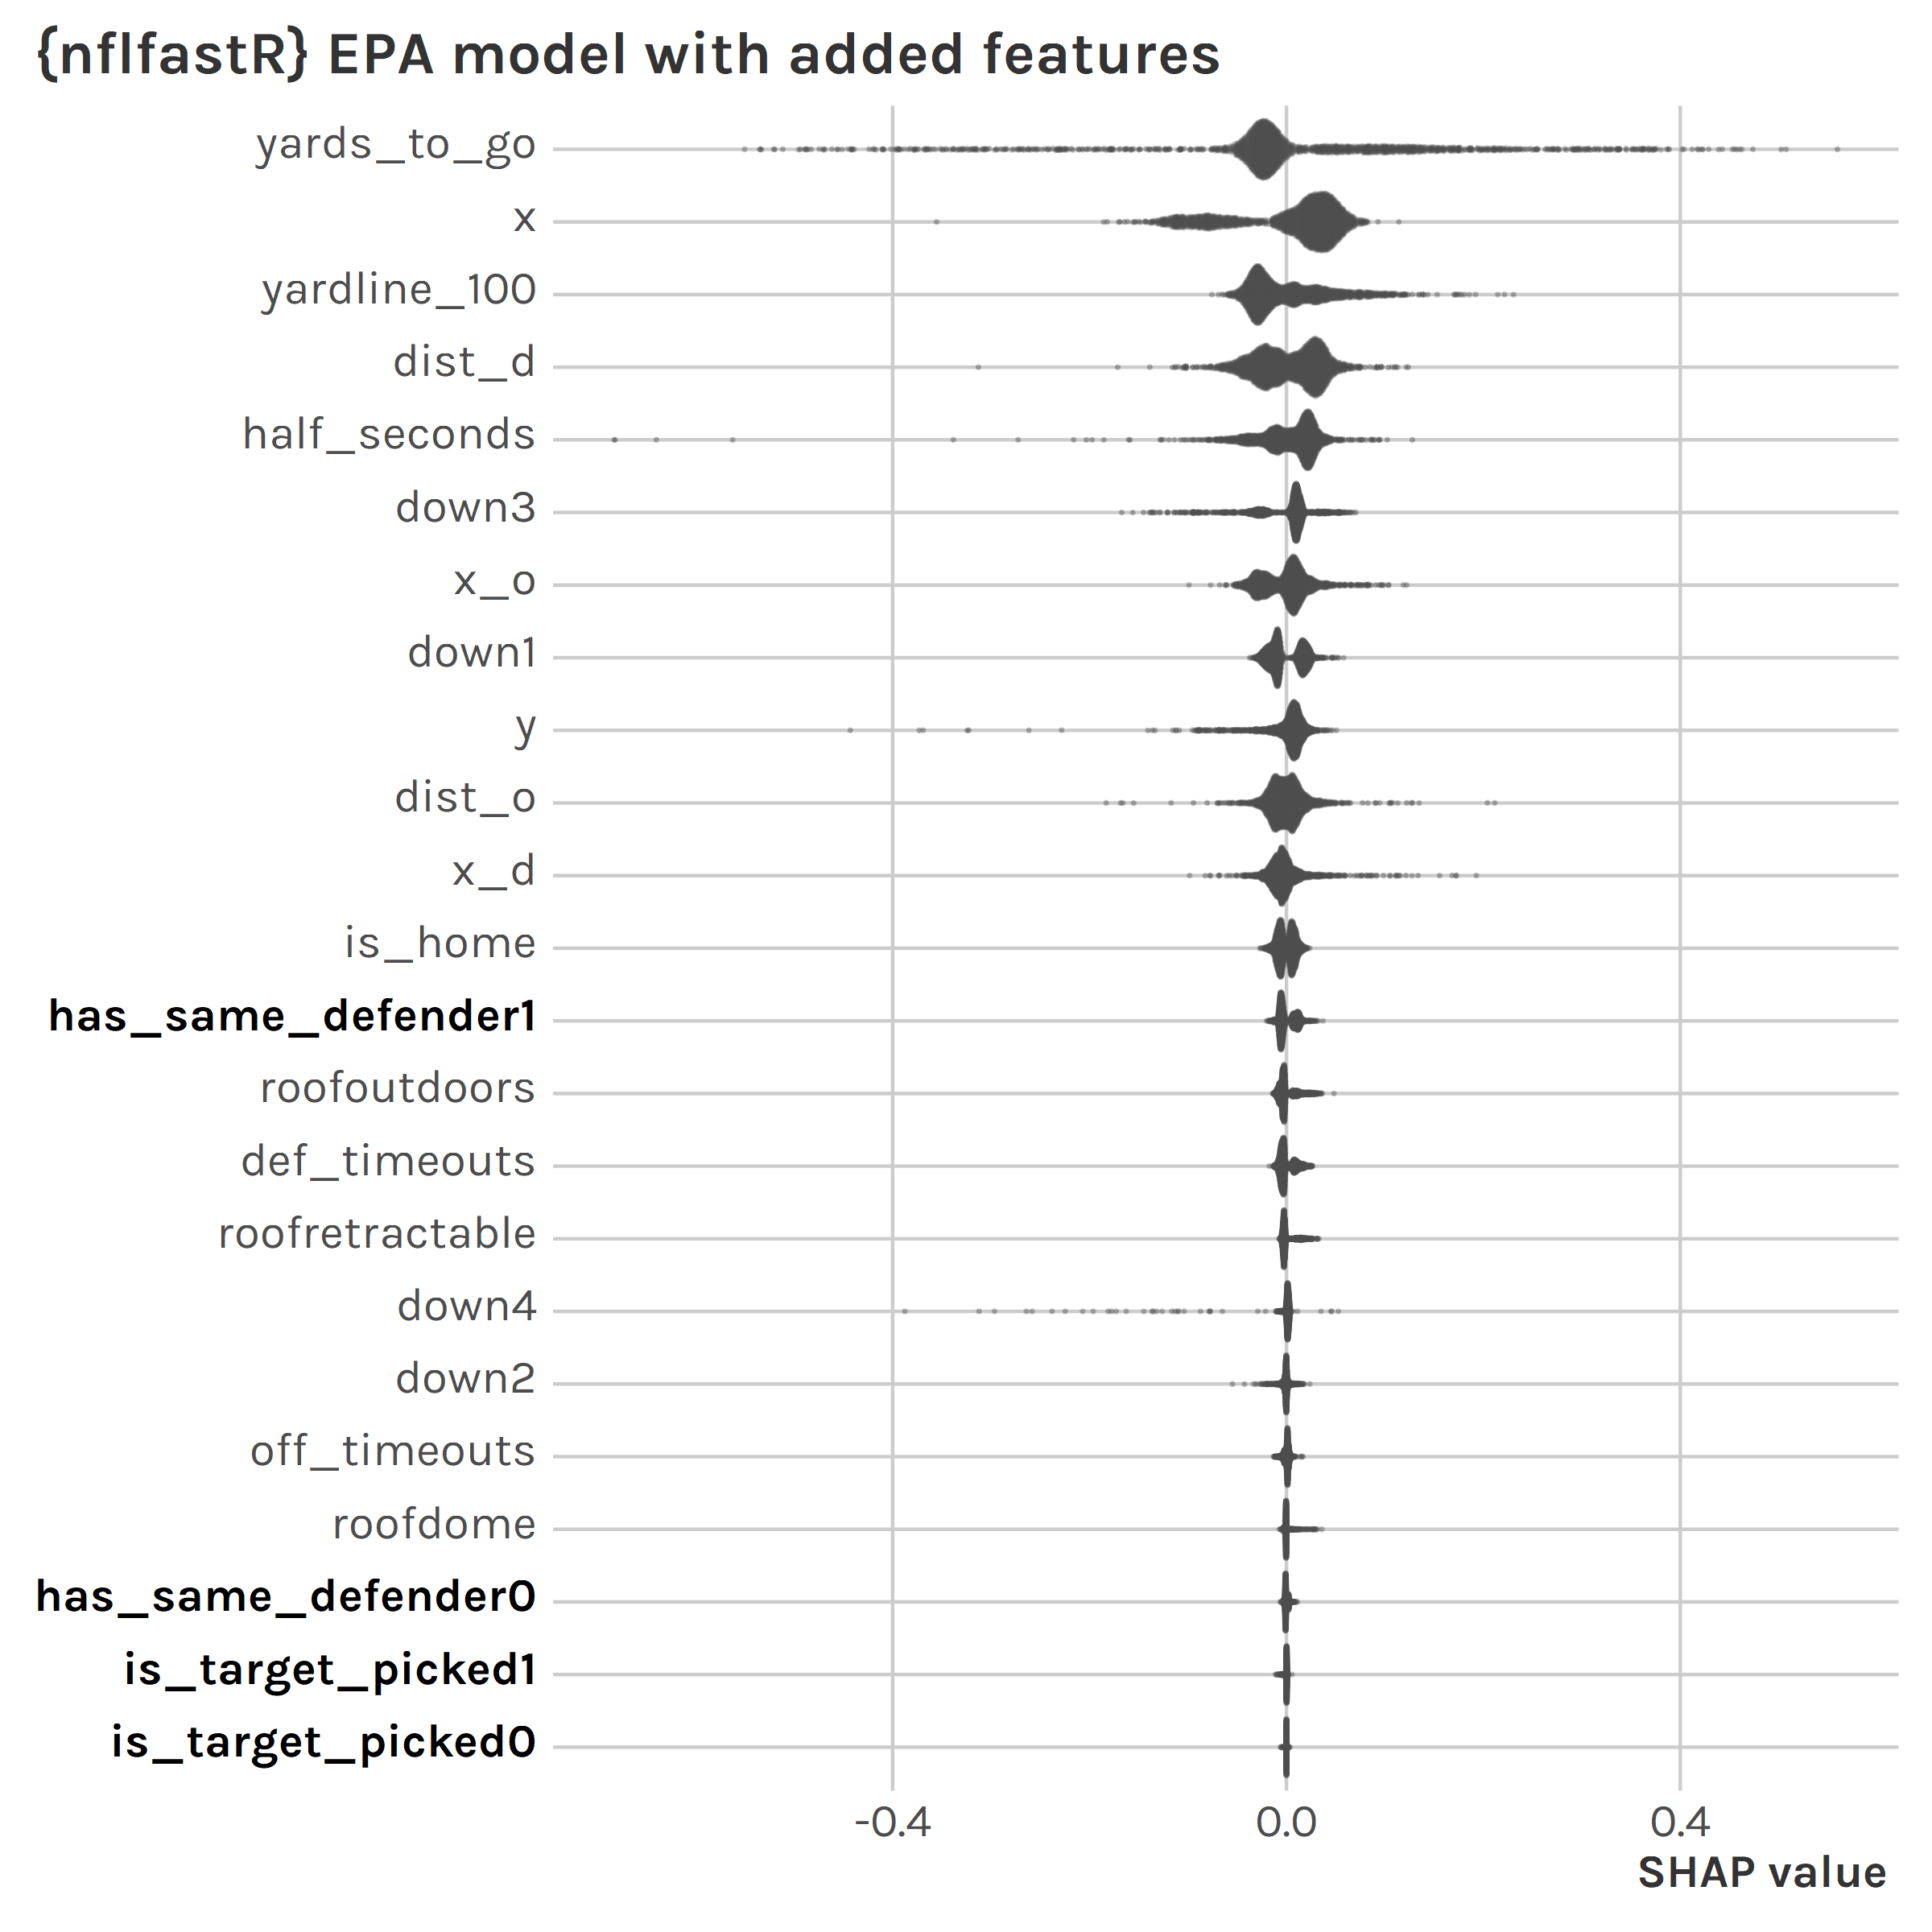 {nflfastR} EPA model with added features
yards_to_go
x
yardline_100
dist_d
half_seconds
down3
x_o
down1
y
dist_o
x_d
is_home
has_same_defender1
roofoutdoors
def_timeouts
roofretractable
down4
down2
off_timeouts
roofdome
has_same_defender0
is_target_picked1
is_target_picked0
-0.4 0.0 0.4
SHAP value